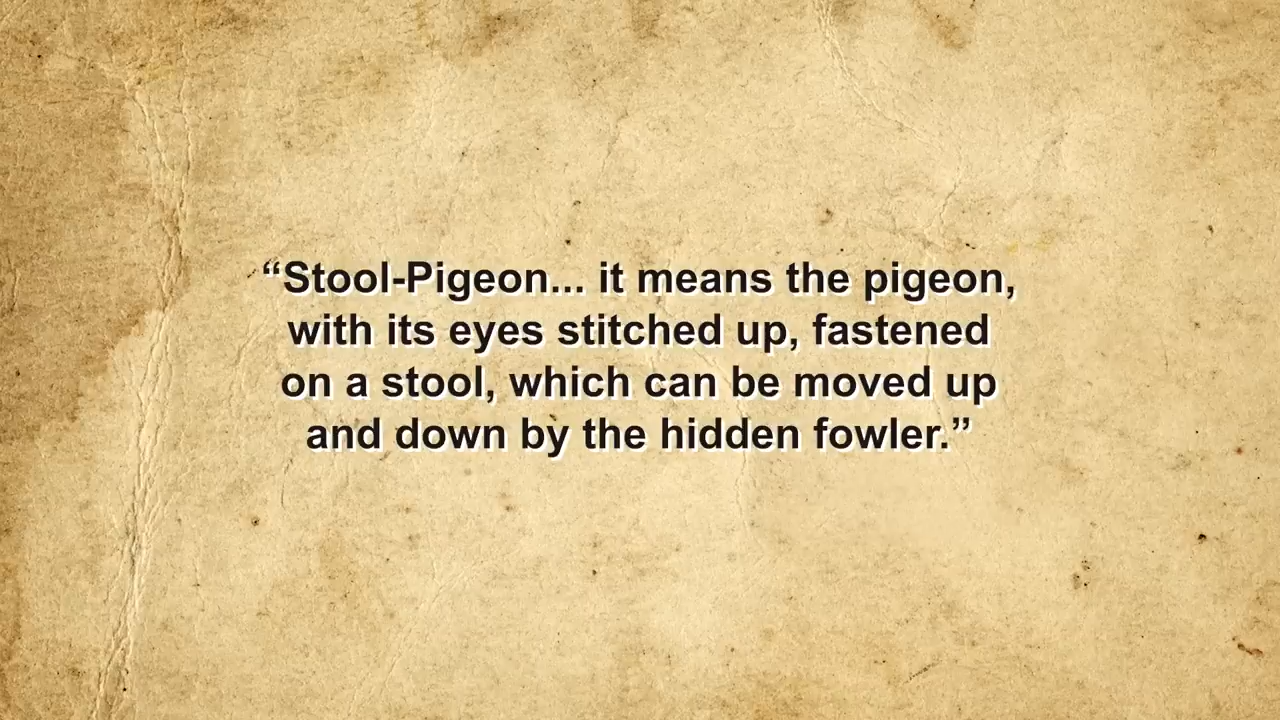 “Stool-Pigeon... it means the pigeon,
with its eyes stitched up, fastened
on a stool, which can be moved up
and down by the hidden fowler.”